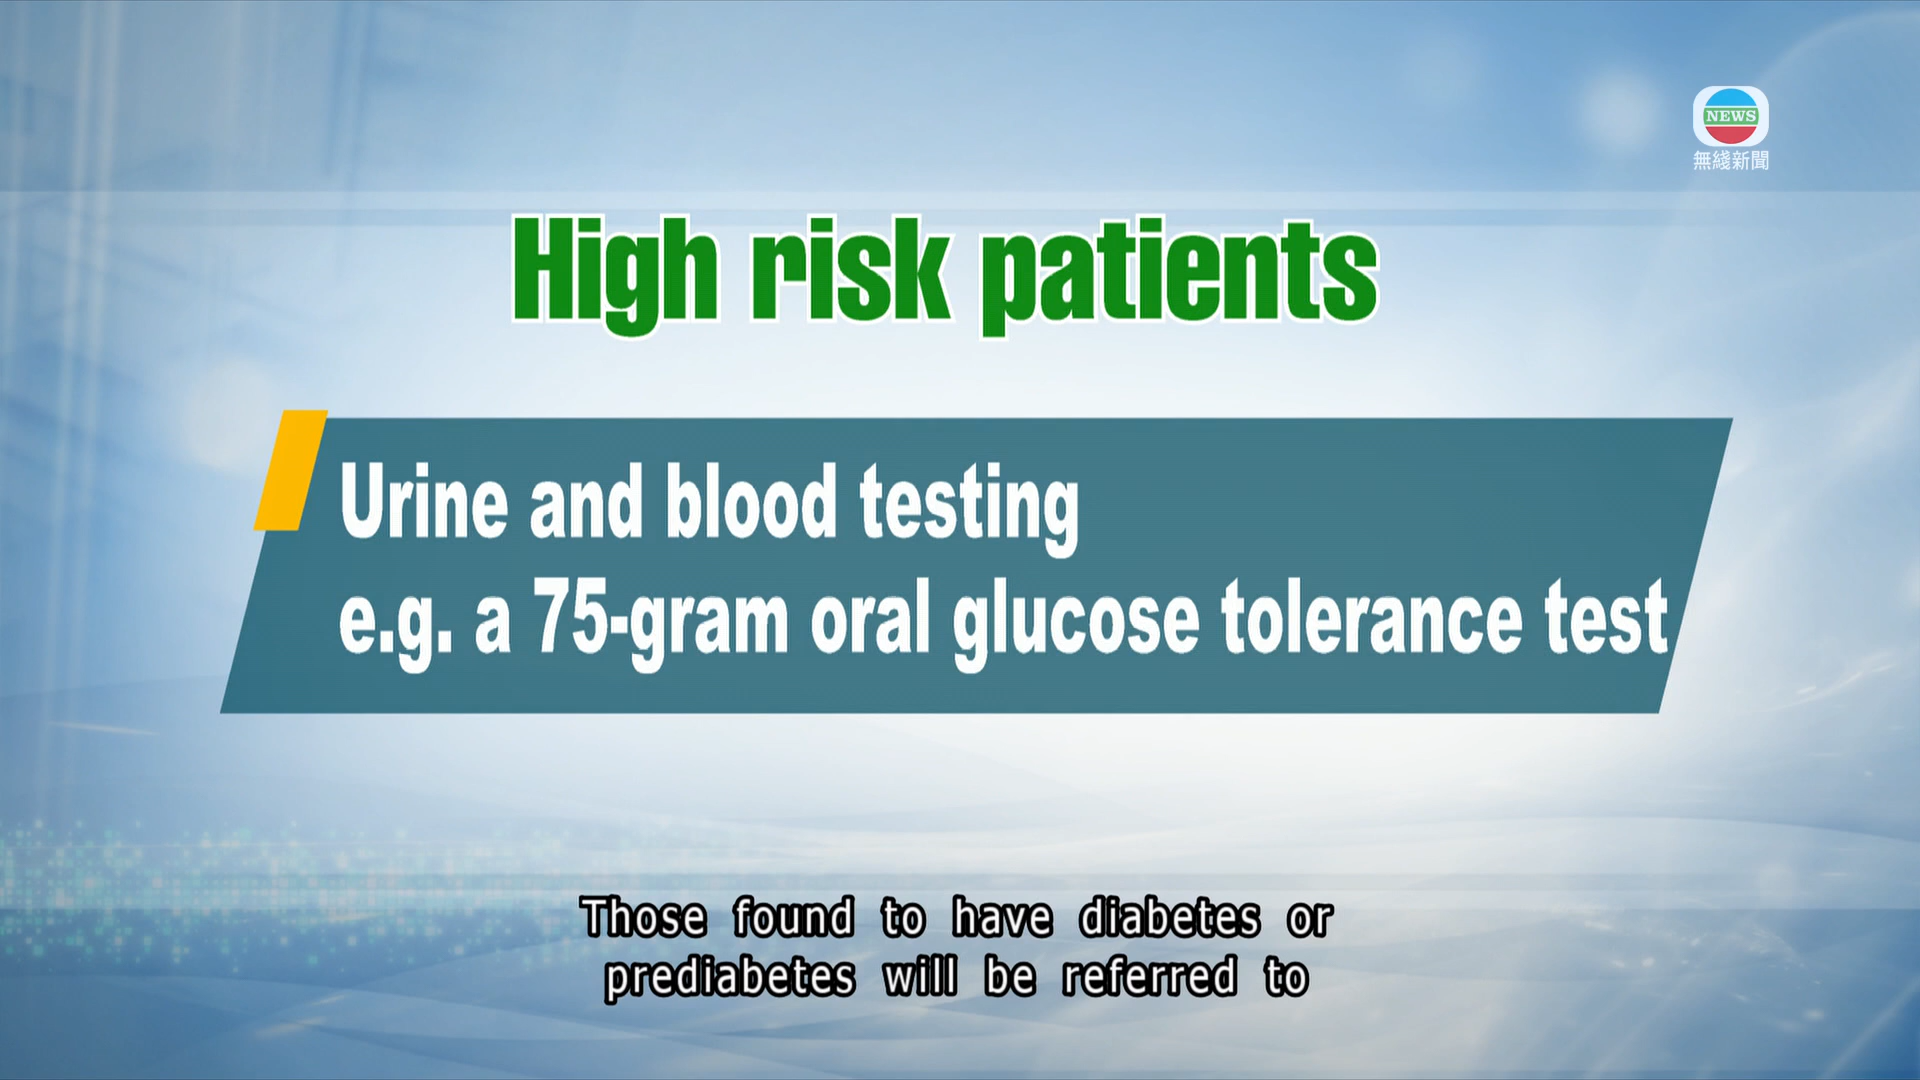 NEWS
無綫新聞
High risk patients
Urine and blood testing
e.g. a 75-gram oral glucose tolerance test
Those found to have diabetes or
prediabetes will be referred to